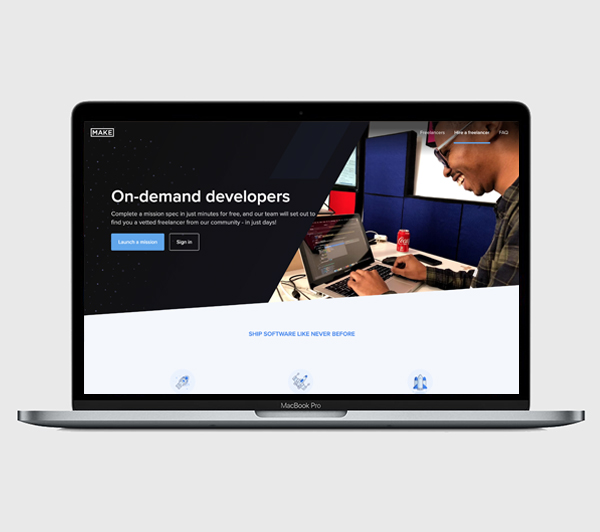 MAKE
Freelancers Hire a freelancer FAQ
On-demand developers
Complete a mission spec in just minutes for free, and our team will set out to
find you a vetted freelancer from our community - in just days!
Launch a mission Sign in
SHIP SOFTWARE LIKE NEVER BEFORE
MacBook Pro